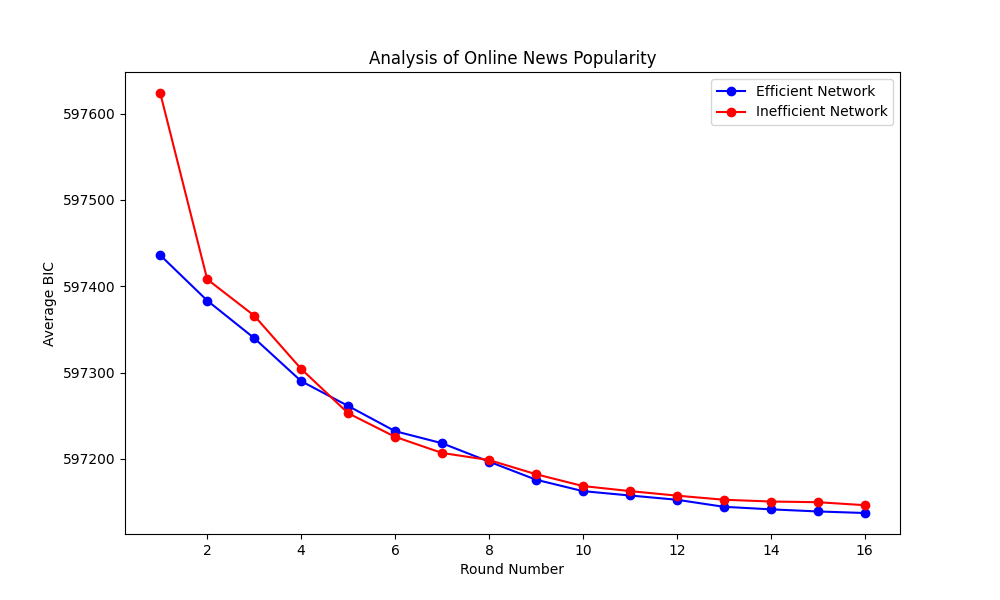 Analysis of Online News Popularity
Efficient Network
Inefficient Network
597600
597500
597400
597300
597200
Average BIC
2 4 6 8 10 12 14 16
Round Number